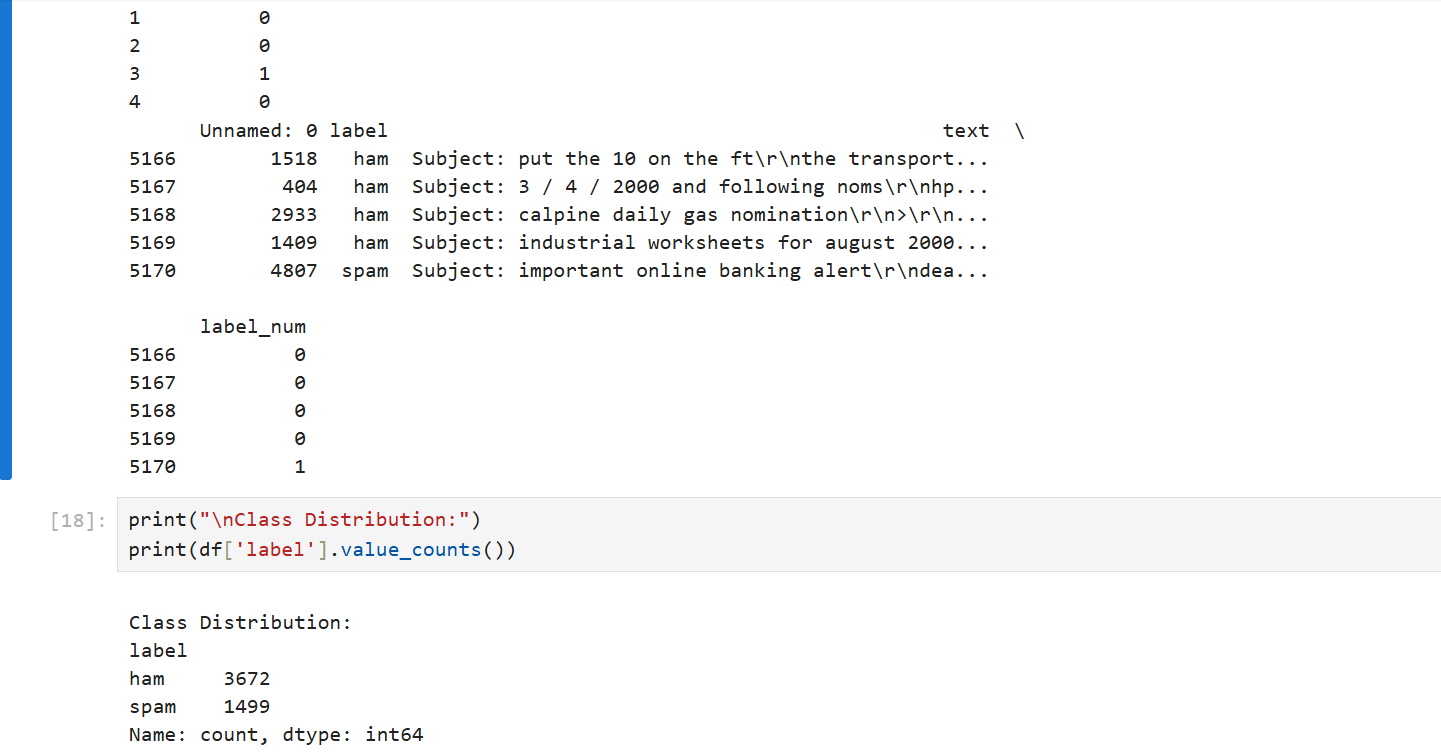 1          0
2          0
3          1
4          0
      Unnamed: 0 label                                               text  \
5166        1518   ham  Subject: put the 10 on the ft\r\nthe transport...
5167         404   ham  Subject: 3 / 4 / 2000 and following noms\r\nhp...
5168        2933   ham  Subject: calpine daily gas nomination\r\n>\r\n...
5169        1409   ham  Subject: industrial worksheets for august 2000...
5170        4807  spam  Subject: important online banking alert\r\ndea...
      label_num
5166          0
5167          0
5168          0
5169          0
5170          1
[18]: print("\nClass Distribution:")
print(df['label'].value_counts())
Class Distribution:
label
ham     3672
spam    1499
Name: count, dtype: int64